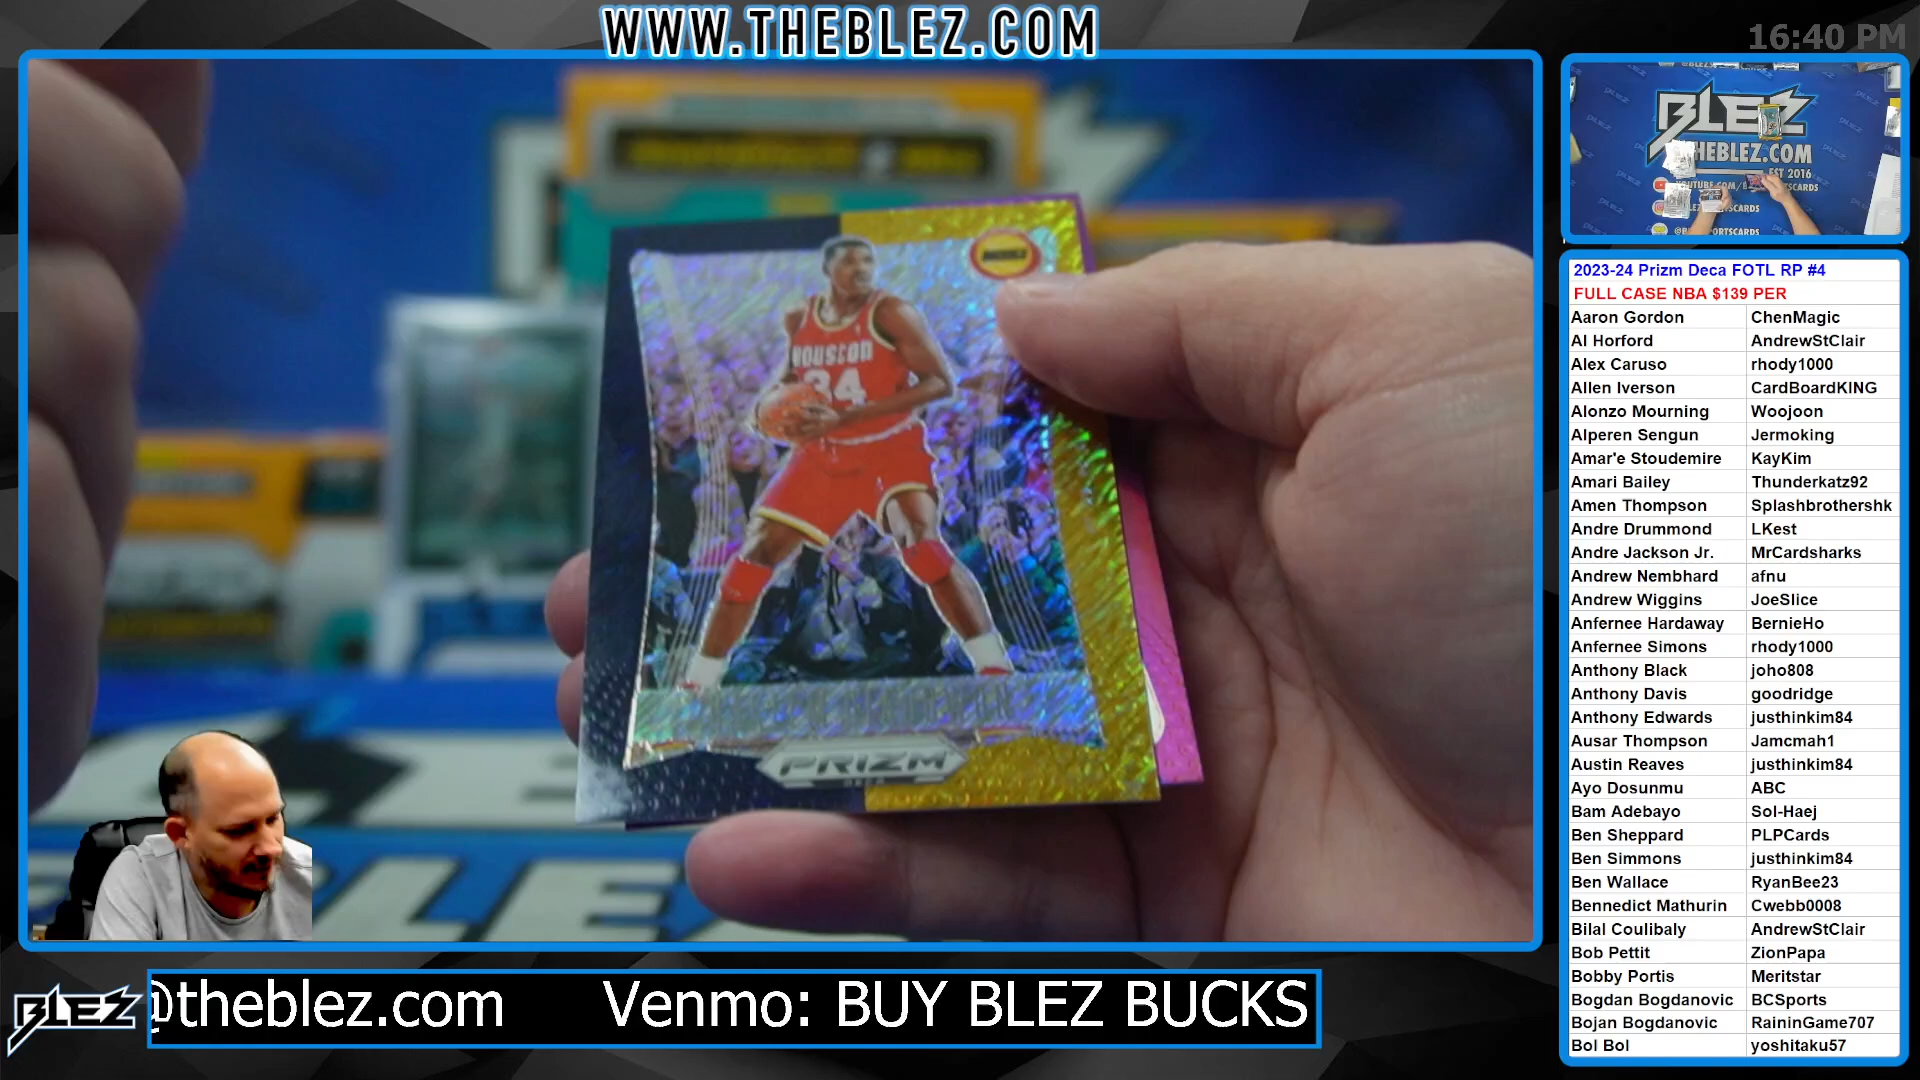 WWW.THEBLEZ.COM
16:40 PM
BLEZ
THEBLEZ.COM
EST 2016
HOUSTON
34
PRIZM
2023-24 Prizm Deca FOTL RP #4
FULL CASE NBA $139 PER
Aaron Gordon ChenMagic
Al Horford AndrewStClair
Alex Caruso rhody1000
Allen Iverson CardBoardKING
Alonzo Mourning Woojoon
Alperen Sengun Jermoking
Amar'e Stoudemire KayKim
Amari Bailey Thunderkatz92
Amen Thompson Splashbrothershk
Andre Drummond LKest
Andre Jackson Jr. MrCardsharks
Andrew Nembhard afnu
Andrew Wiggins JoeSlice
Anfernee Hardaway BernieHo
Anfernee Simons rhody1000
Anthony Black joho808
Anthony Davis goodridge
Anthony Edwards justhinkim84
Ausar Thompson Jamcmah1
Austin Reaves justhinkim84
Ayo Dosunmu ABC
Bam Adebayo Sol-Haej
Ben Sheppard PLPCards
Ben Simmons justhinkim84
Ben Wallace RyanBee23
Bennedict Mathurin Cwebb0008
Bilal Coulibaly AndrewStClair
Bob Pettit ZionPapa
Bobby Portis Meritstar
Bogdan Bogdanovic BCSports
Bojan Bogdanovic RaininGame707
Bol Bol yoshitaku57
BLEZ
@theblez.com Venmo: BUY BLEZ BUCKS